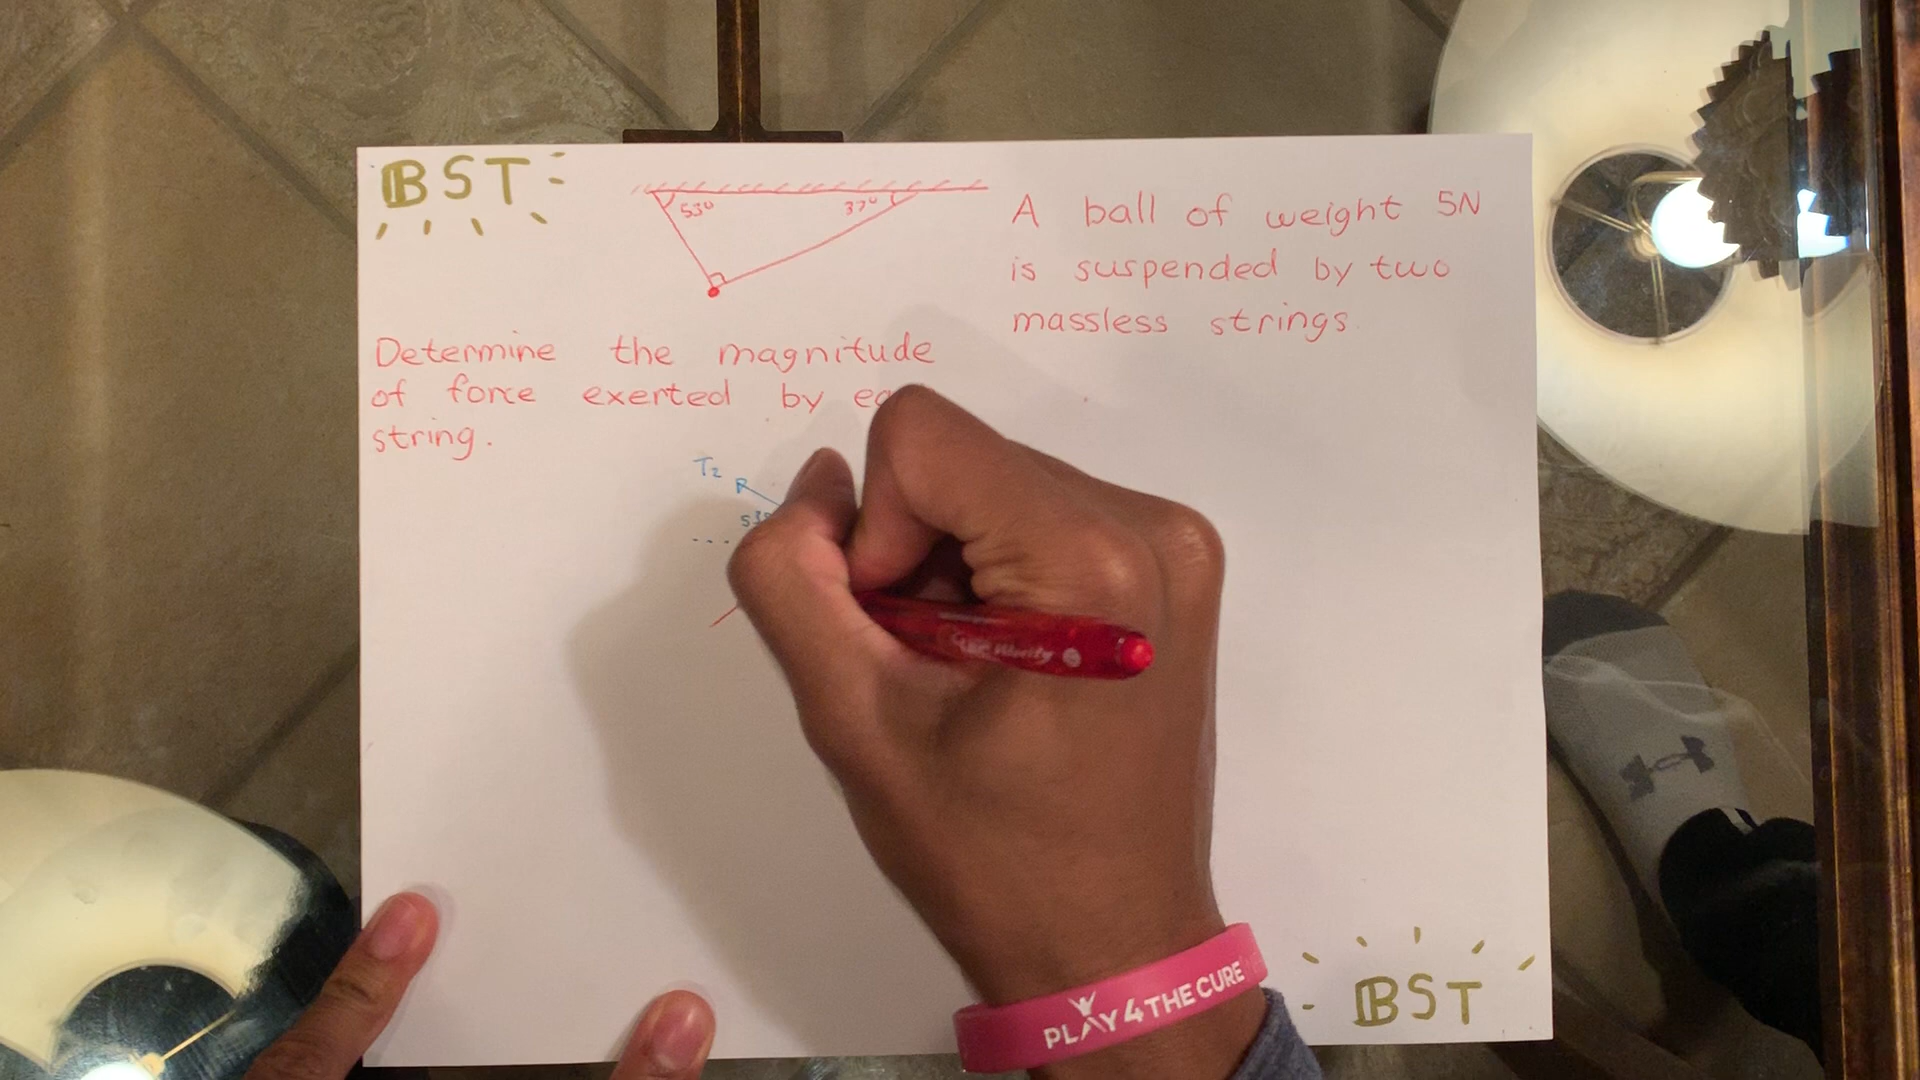 BST
53°
37°
A ball of weight 5N
is suspended by two
massless strings.
Determine the magnitude
of force exerted by
string.
T₂
PLAY 4 THE CURE
BST